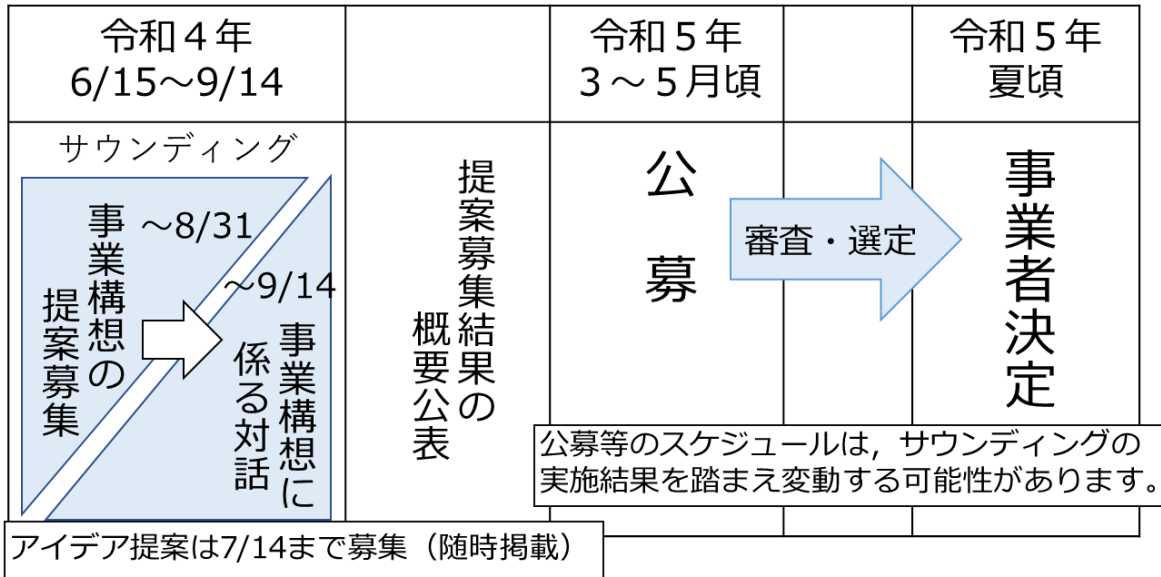 令和４年
6/15～9/14
令和５年
３～５月頃
令和５年
夏頃
サウンディング
～8/31
事業構想の
提案募集
～9/14
事業構想に
係る対話
提案募集結果の
概要公表
公募
審査・選定
事業者決定
公募等のスケジュールは，サウンディングの
実施結果を踏まえ変動する可能性があります。
アイデア提案は7/14まで募集（随時掲載）